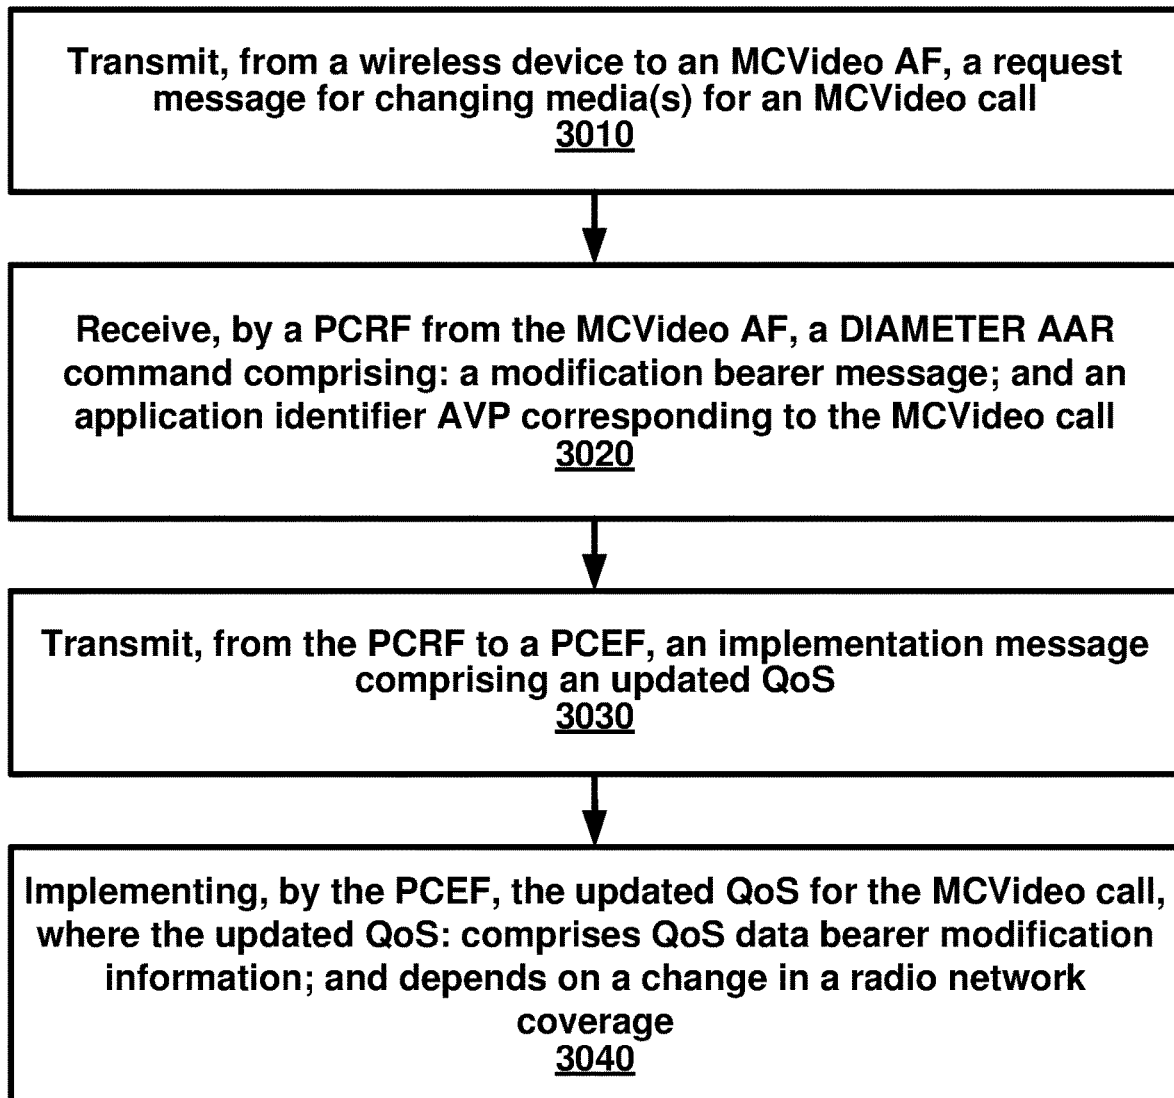 Transmit, from a wireless device to an MCVideo AF, a request
message for changing media(s) for an MCVideo call
3010
Receive, by a PCRF from the MCVideo AF, a DIAMETER AAR
command comprising: a modification bearer message; and an
application identifier AVP corresponding to the MCVideo call
3020
Transmit, from the PCRF to a PCEF, an implementation message
comprising an updated QoS
3030
Implementing, by the PCEF, the updated QoS for the MCVideo call,
where the updated QoS: comprises QoS data bearer modification
information; and depends on a change in a radio network
coverage
3040